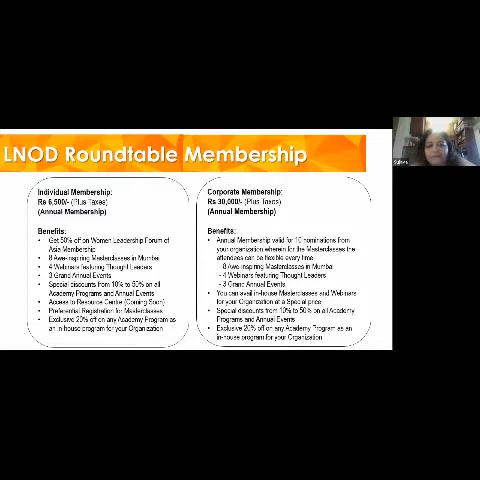 LNOD Roundtable Membership
Individual Membership:
Rs 6,500/- (Plus Taxes)
(Annual Membership)
Benefits:
• Get 50% off on Women Leadership Forum of
Asia Membership
• 8 Awe-inspiring Masterclasses in Mumbai
• 4 Webinars featuring Thought Leaders
• 3 Grand Annual Events
• Special discounts from 10% to 50% on all
Academy Programs and Annual Events
• Access to Resource Centre (Coming Soon)
• Preferential Registration for Masterclasses
• Exclusive 20% off on any Academy Program as
an in-house program for your Organization
Corporate Membership:
Rs 30,000/- (Plus Taxes)
(Annual Membership)
Benefits:
• Annual Membership valid for 10 nominations from
your organization wherein for the Masterclasses the
attendees can be flexible every time
- 8 Awe-inspiring Masterclasses in Mumbai
- 4 Webinars featuring Thought Leaders
- 3 Grand Annual Events
• You can avail in-house Masterclasses and Webinars
for your Organization at a Special price
• Special discounts from 10% to 50% on all Academy
Programs and Annual Events
• Exclusive 20% off on any Academy Program as an
in-house program for your Organization